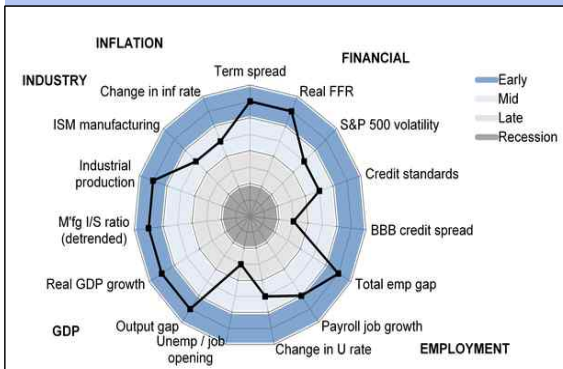 INFLATION
FINANCIAL
INDUSTRY
Term spread
Change in inf rate
Real FFR
ISM manufacturing
S&P 500 volatility
Industrial
production
Credit standards
M'fg I/S ratio
(detrended)
BBB credit spread
Real GDP growth
Total emp gap
Output gap
Payroll job growth
Unemp / job
opening
Change in U rate
GDP
EMPLOYMENT
Early
Mid
Late
Recession